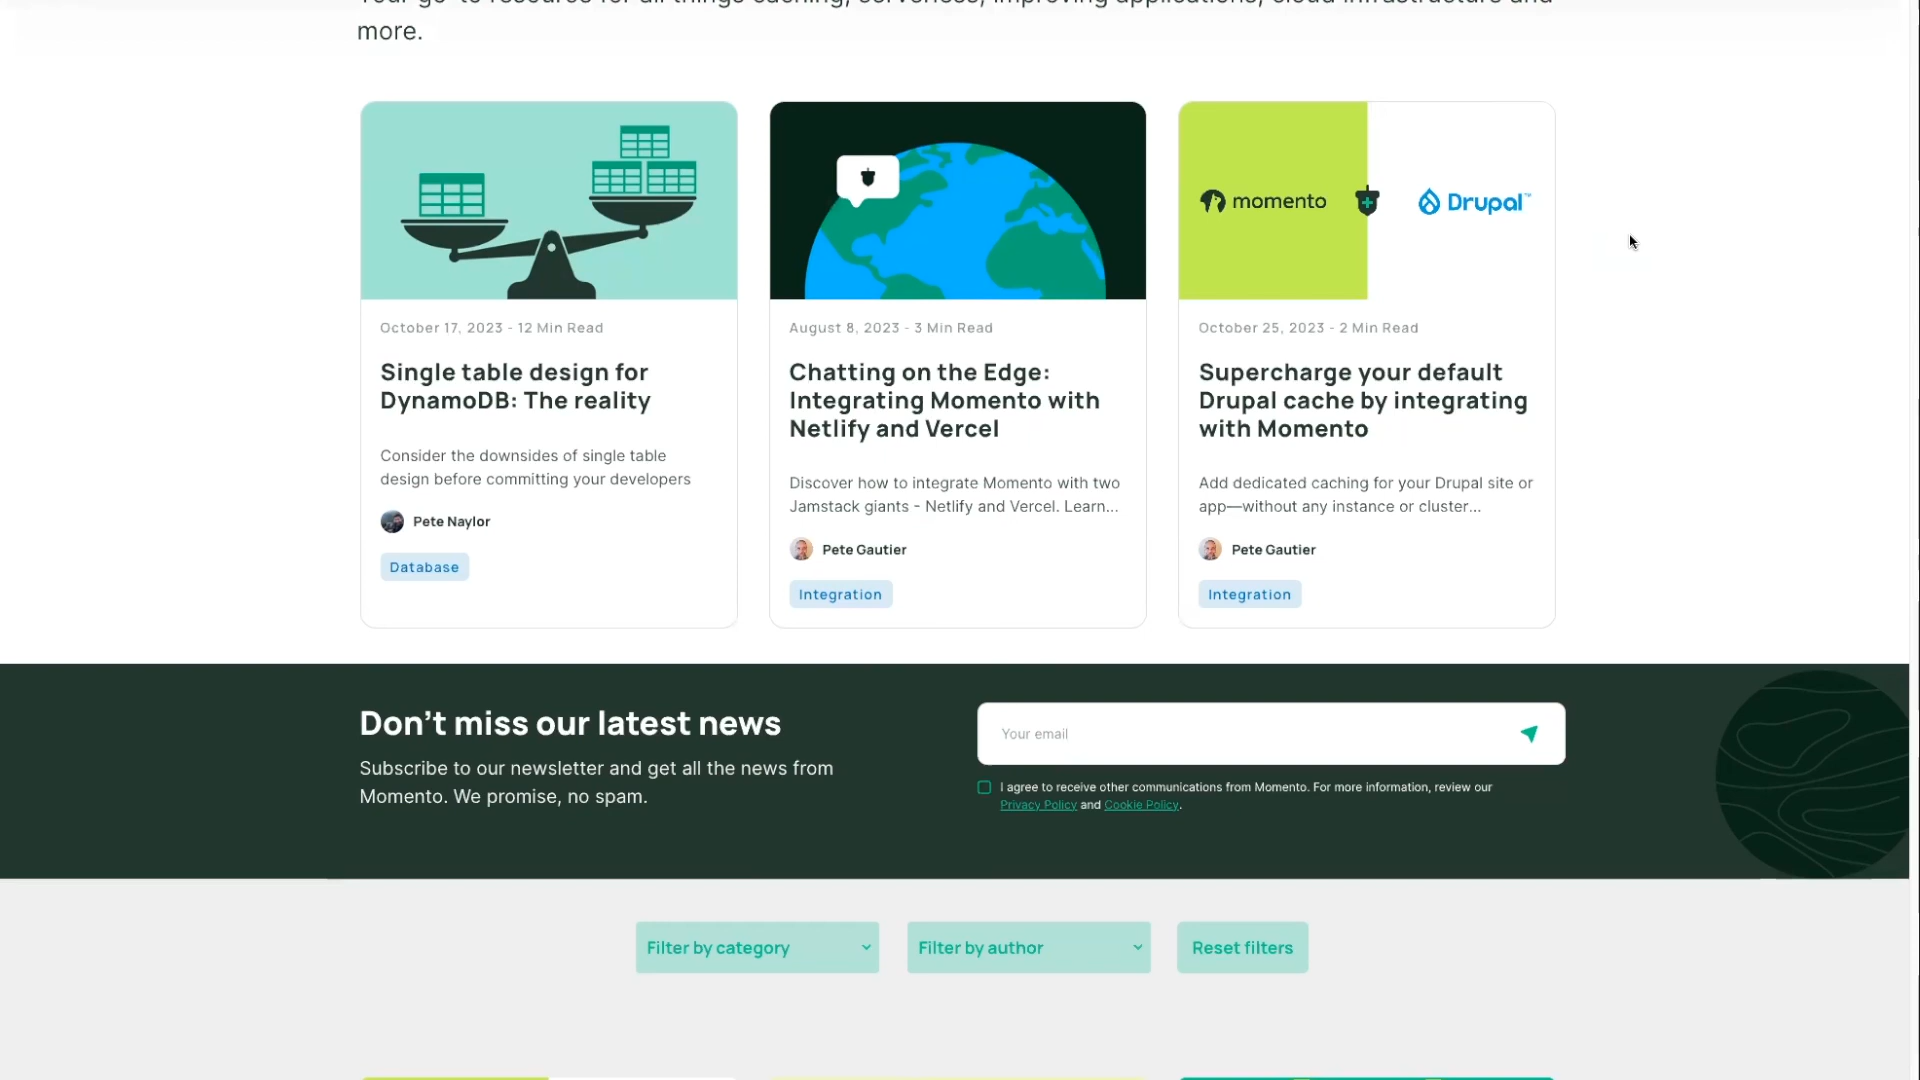 Your go-to resource for all things caching, serverless, improving applications, cloud infrastructure and
more.
momento
Drupal™
October 17, 2023 - 12 Min Read
Single table design for
DynamoDB: The reality
Consider the downsides of single table
design before committing your developers
Pete Naylor
Database
August 8, 2023 - 3 Min Read
Chatting on the Edge:
Integrating Momento with
Netlify and Vercel
Discover how to integrate Momento with two
Jamstack giants - Netlify and Vercel. Learn...
Pete Gautier
Integration
October 25, 2023 - 2 Min Read
Supercharge your default
Drupal cache by integrating
with Momento
Add dedicated caching for your Drupal site or
app—without any instance or cluster...
Pete Gautier
Integration
Don't miss our latest news
Subscribe to our newsletter and get all the news from
Momento. We promise, no spam.
Your email
I agree to receive other communications from Momento. For more information, review our
Privacy Policy and Cookie Policy.
Filter by category
Filter by author
Reset filters